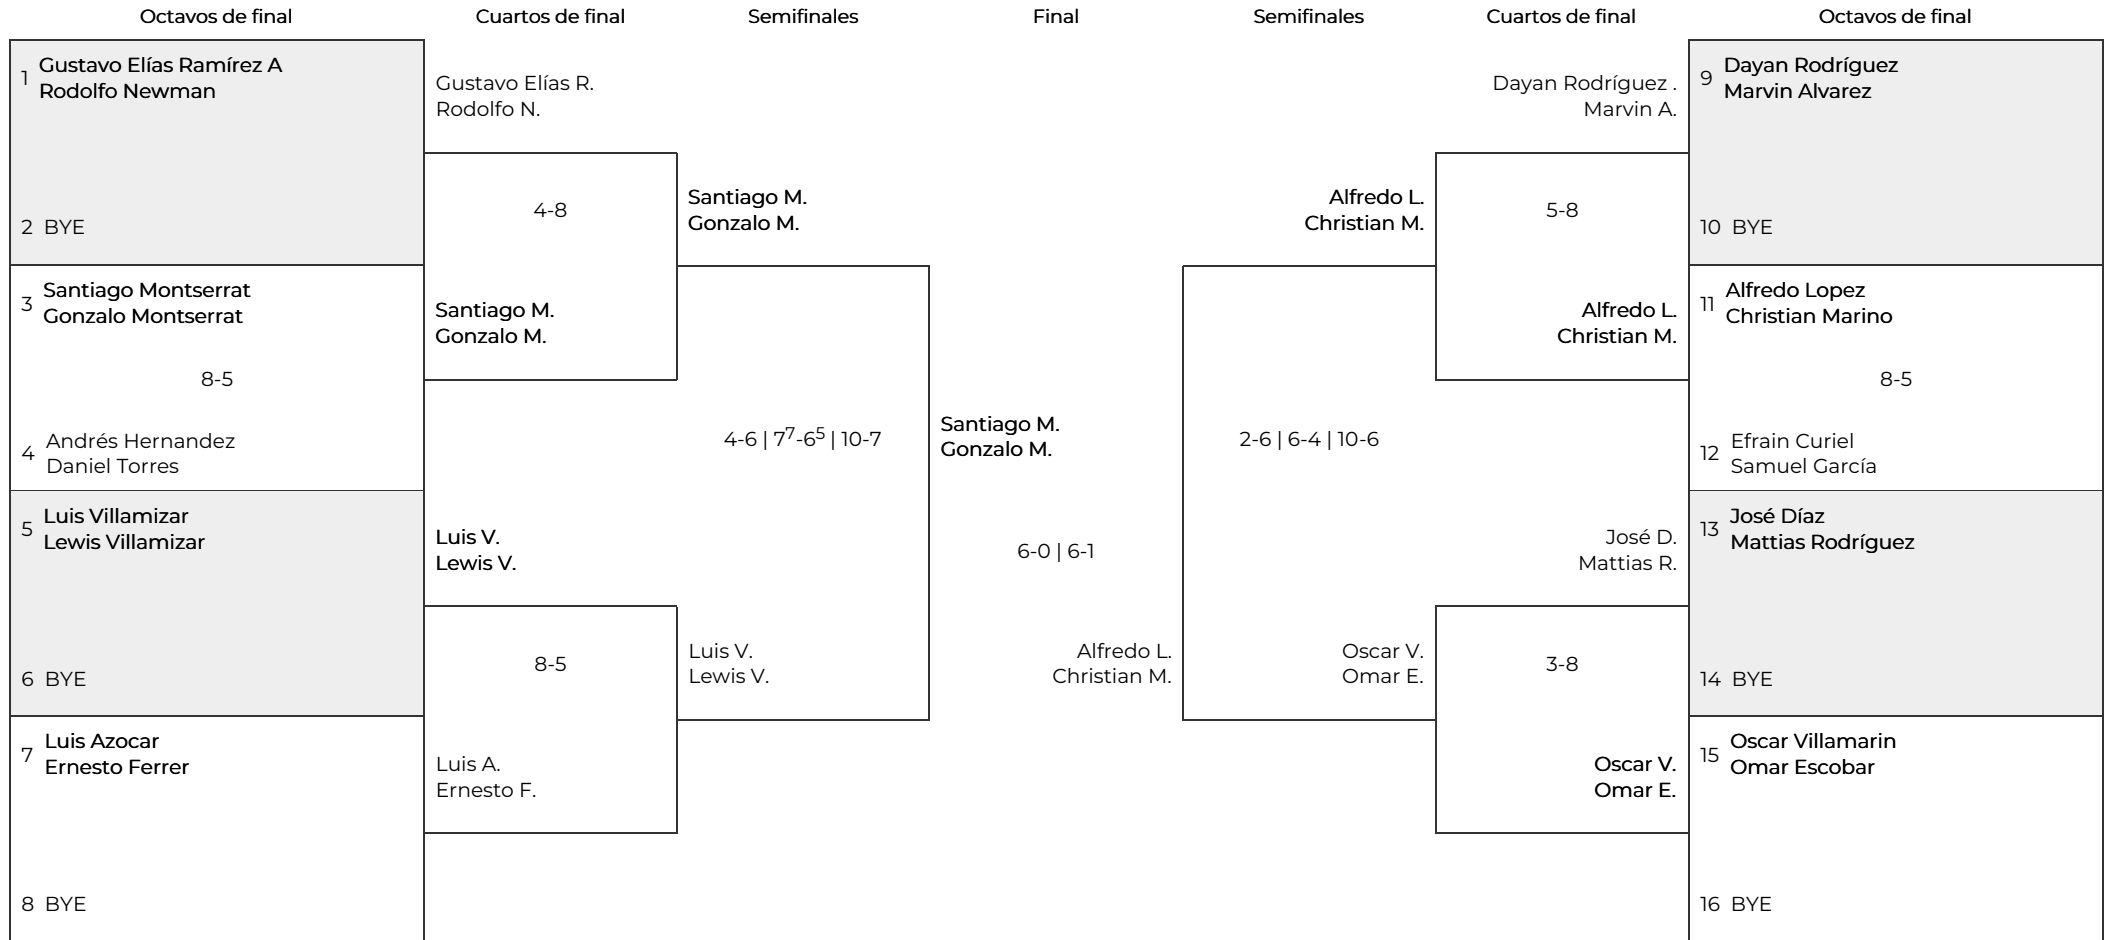 Octavos de final
Cuartos de final
Semifinales
Final
Semifinales
Cuartos de final
Octavos de final
1 Gustavo Elías Ramírez A
Rodolfo Newman
2 BYE
3 Santiago Montserrat
Gonzalo Montserrat
8-5
4 Andrés Hernandez
Daniel Torres
5 Luis Villamizar
Lewis Villamizar
6 BYE
7 Luis Azocar
Ernesto Ferrer
8 BYE
Gustavo Elías R.
Rodolfo N.
4-8
Santiago M.
Gonzalo M.
Luis V.
Lewis V.
8-5
Luis A.
Ernesto F.
Santiago M.
Gonzalo M.
4-6 | 7⁷-6⁵ | 10-7
Luis V.
Lewis V.
Santiago M.
Gonzalo M.
6-0 | 6-1
Alfredo L.
Christian M.
Alfredo L.
Christian M.
2-6 | 6-4 | 10-6
Oscar V.
Omar E.
Dayan Rodríguez .
Marvin A.
5-8
Alfredo L.
Christian M.
José D.
Mattias R.
3-8
Oscar V.
Omar E.
9 Dayan Rodríguez
Marvin Alvarez
10 BYE
11 Alfredo Lopez
Christian Marino
8-5
12 Efrain Curiel
Samuel García
13 José Díaz
Mattias Rodríguez
14 BYE
15 Oscar Villamarin
Omar Escobar
16 BYE